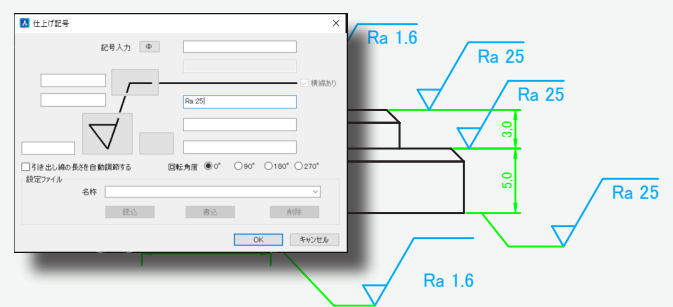 仕上げ記号
記号入力 Φ
横線あり
Ra 25
引き出し線の長さを自動調節する
回転角度 0° 90° 180° 270°
設定ファイル
名称
読込 書込 削除
OK キャンセル
Ra 1.6
Ra 25
Ra 25
3.0
5.0
Ra 25
Ra 1.6